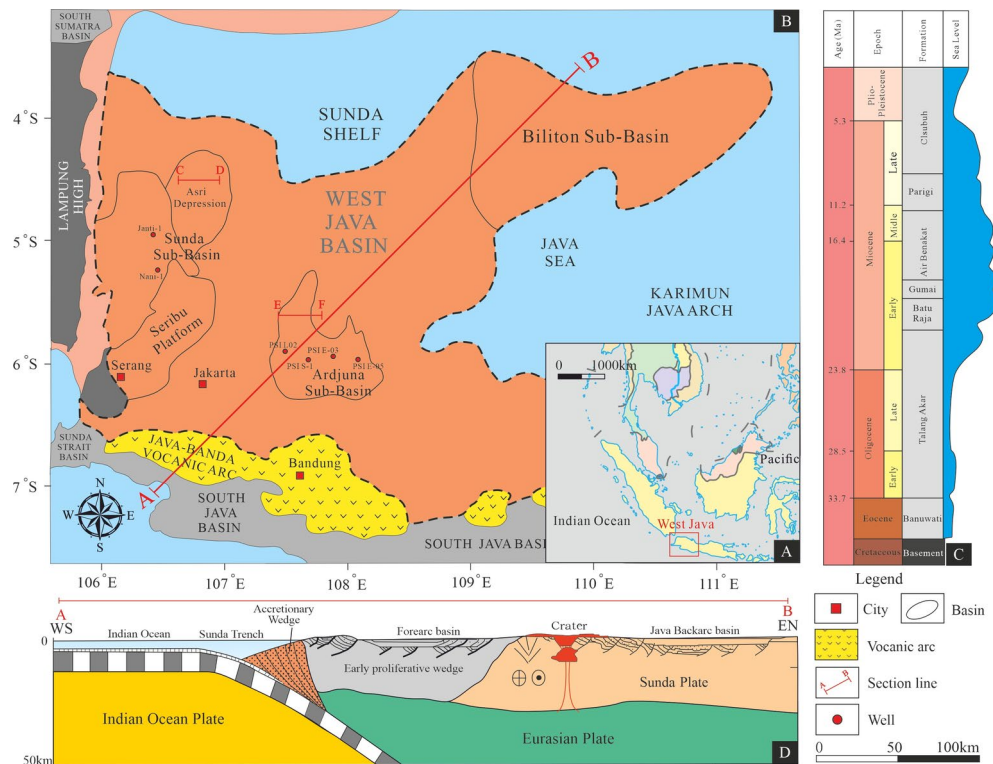 SOUTH
SUMATRA
BASIN
B
4°S
5°S
6°S
7°S
LAMPUNG
HIGH
SUNDA
SHELF
B
Biliton Sub-Basin
C D
Asri
Depression
WEST
JAVA
BASIN
Janti-1
Sunda
Sub-Basin
Nani-1
JAVA
SEA
KARIMUN
JAVA ARCH
Seribu
Platform
E F
Serang
Jakarta
PSI L02
PSI E-03
PSI S-1
PSI E-05
Ardjuna
Sub-Basin
SUNDA
STRAIT
BASIN
JAVA-BANDA
VOCANIC ARC
Bandung
A
SOUTH
JAVA
BASIN
SOUTH JAVA BASI
N
W E
S
0 1000km
Pacific
Indian Ocean
West Java
A
106°E 107°E 108°E 109°E 110°E 111°E
Age (Ma)
Epoch
Formation
Sea Level
5.3
11.2
16.4
23.8
28.5
33.7
Plio-
Pleistocene
Miocene
Late
Midle
Early
Oligocene
Late
Early
Eocene
Cretaceous
Clsubuh
Parigi
Air Benakat
Gumai
Batu
Raja
Talang Akar
Banuwati
Basement
C
Legend
City
Basin
Vocanic arc
A B
Section line
Well
0 50 100km
A
WS
B
EN
0
50km
Indian Ocean
Sunda Trench
Accretionary
Wedge
Forearc basin
Crater
Java Backarc basin
Early proliferative wedge
Sunda Plate
Indian Ocean Plate
Eurasian Plate
D